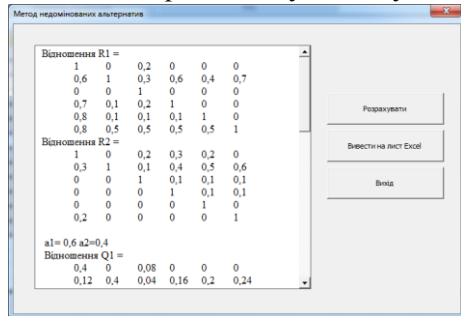 Метод недомінованих альтернатив
Відношення R1 =
1 0 0,2 0 0 0
0,6 1 0,3 0,6 0,4 0,7
0 0 1 0 0 0
0,7 0,1 0,2 1 0 0
0,8 0,1 0,1 0,1 1 0
0,8 0,5 0,5 0,5 0,5 1
Відношення R2 =
1 0 0,2 0,3 0,2 0
0,3 1 0,1 0,4 0,5 0,6
0 0 1 0,1 0,1 0,1
0 0 0 1 0,1 0,1
0 0 0 0 1 0
0,2 0 0 0 0 1
a1= 0,6 a2=0,4
Відношення Q1 =
0,4 0 0,08 0 0 0
0,12 0,4 0,04 0,16 0,2 0,24
Розрахувати
Вивести на лист Excel
Вихід